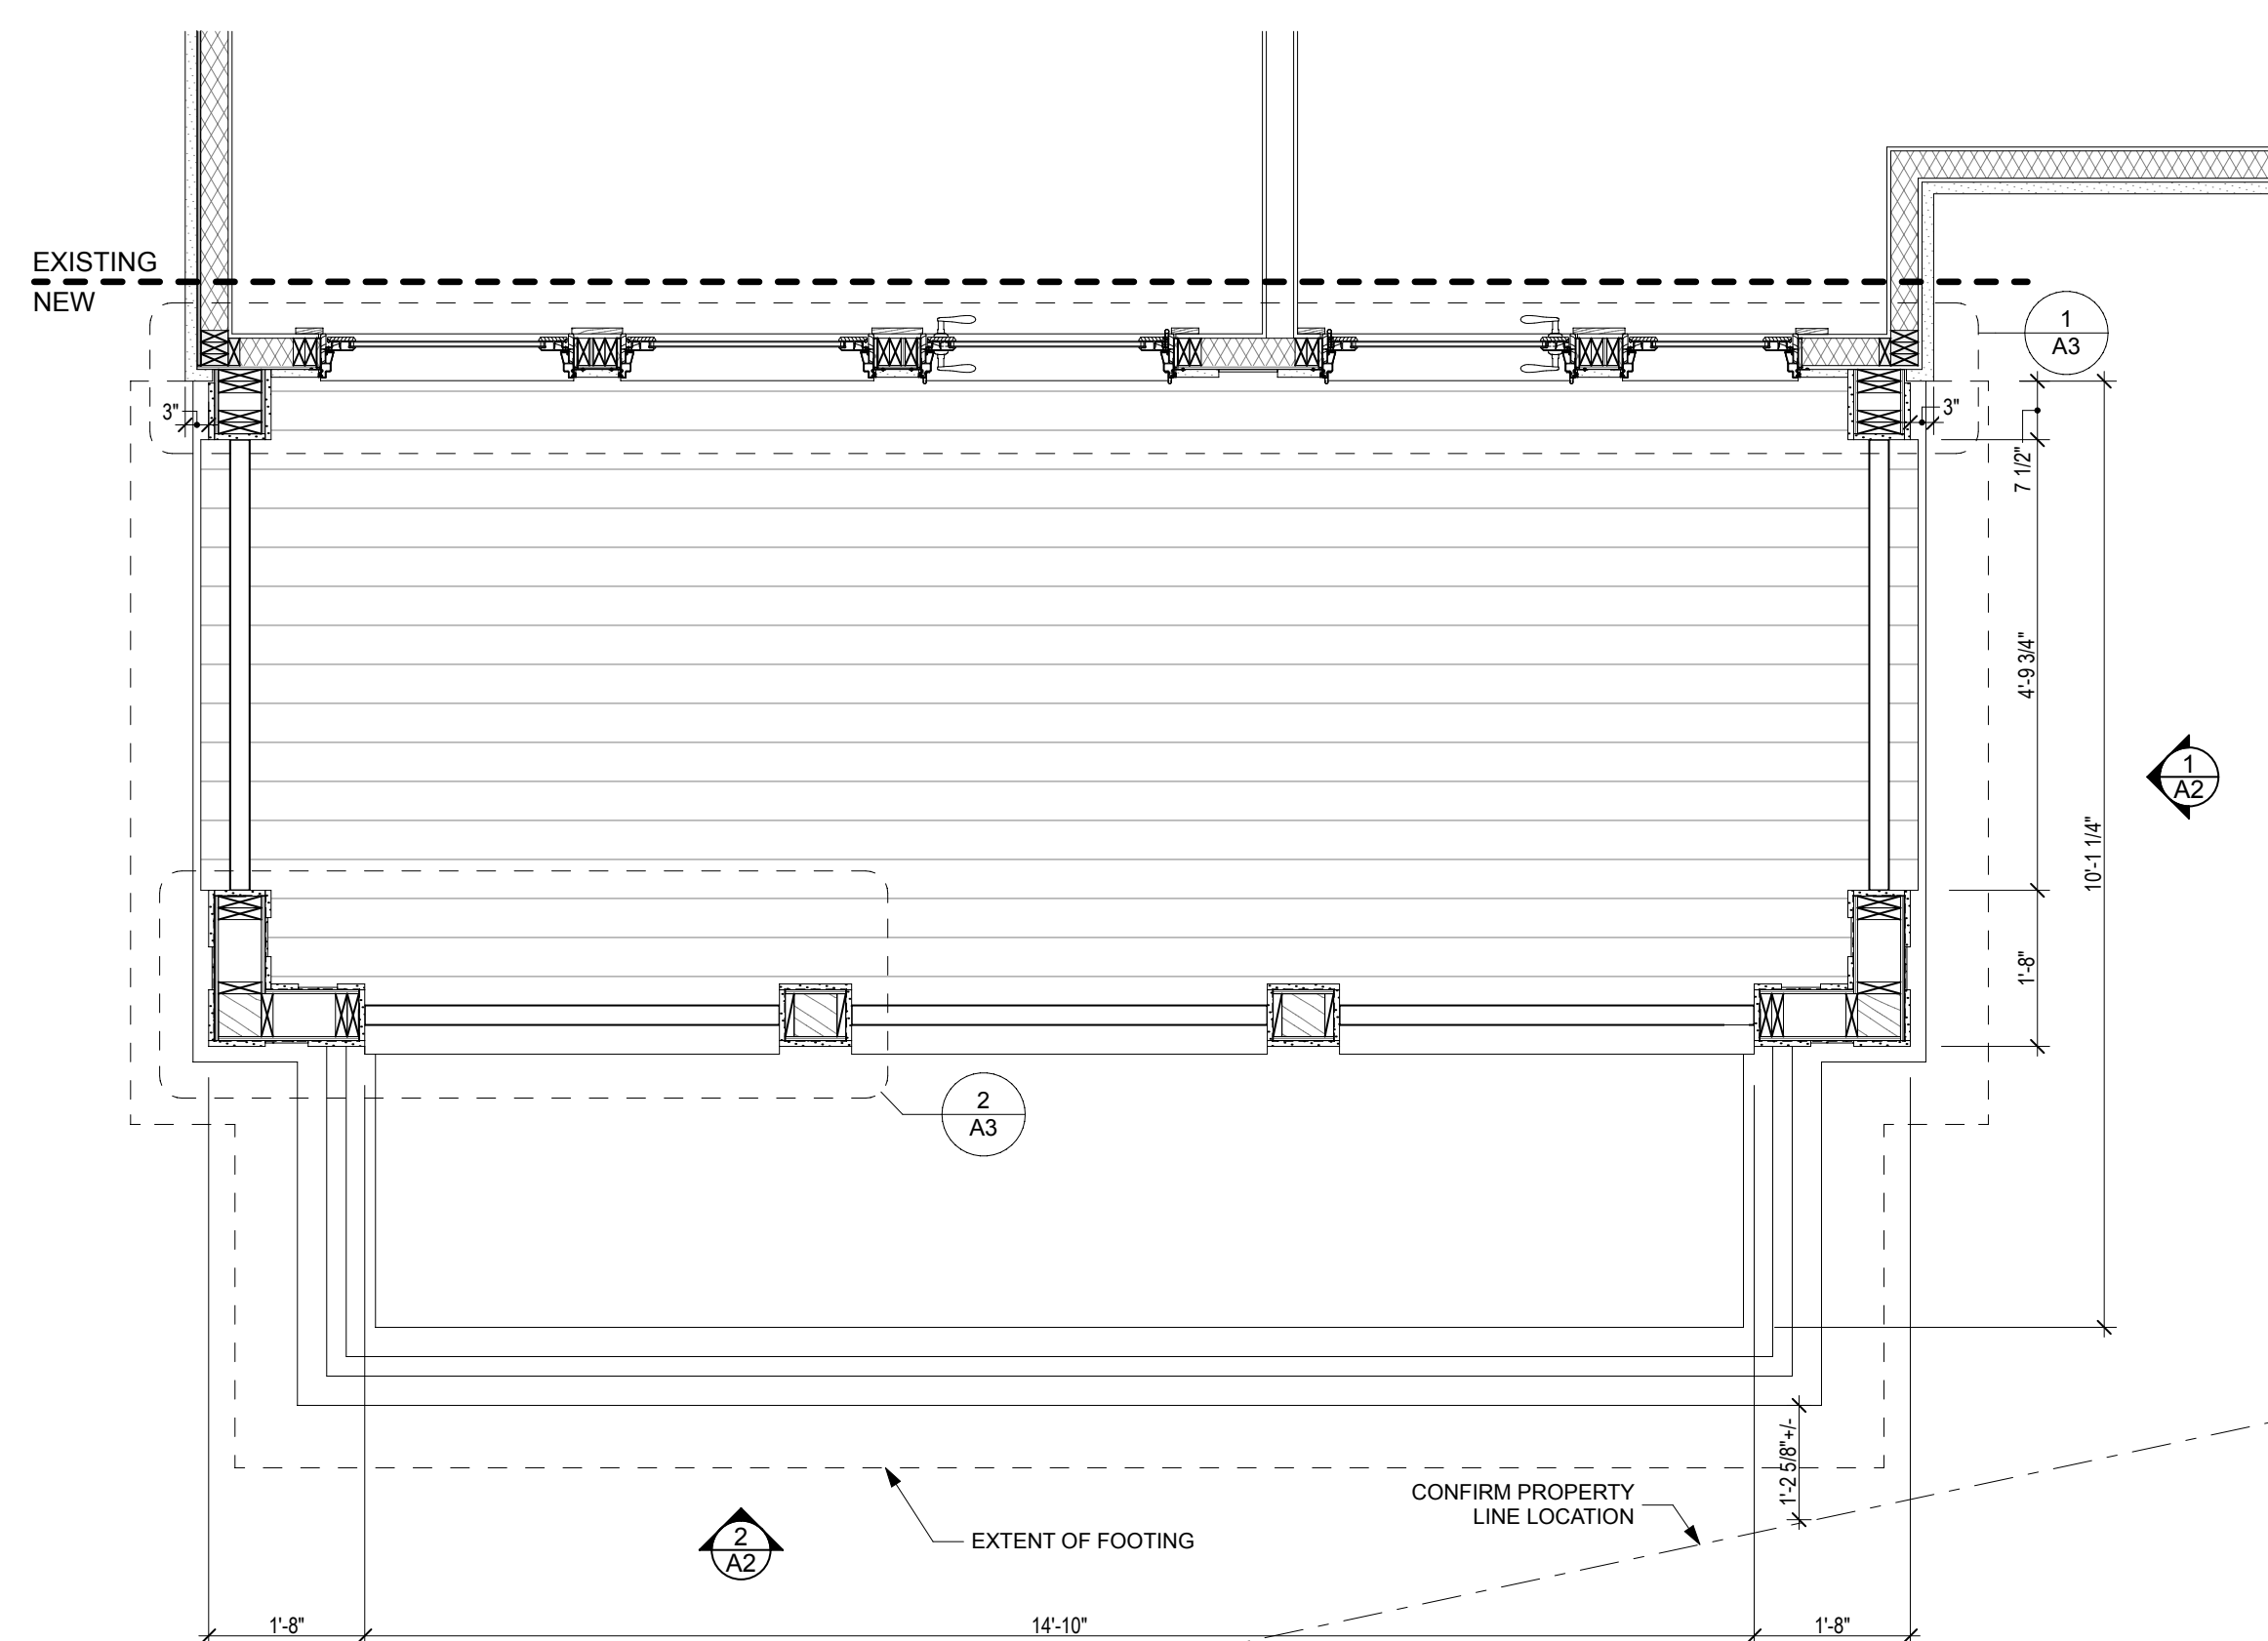 EXISTING
NEW
1
A3
3"
3"
7 1/2"
4'-9 3/4"
1
A2
10'-1 1/4"
1'-8"
2
A3
1'-2 5/8"+/-
CONFIRM PROPERTY
LINE LOCATION
EXTENT OF FOOTING
2
A2
1'-8"
14'-10"
1'-8"